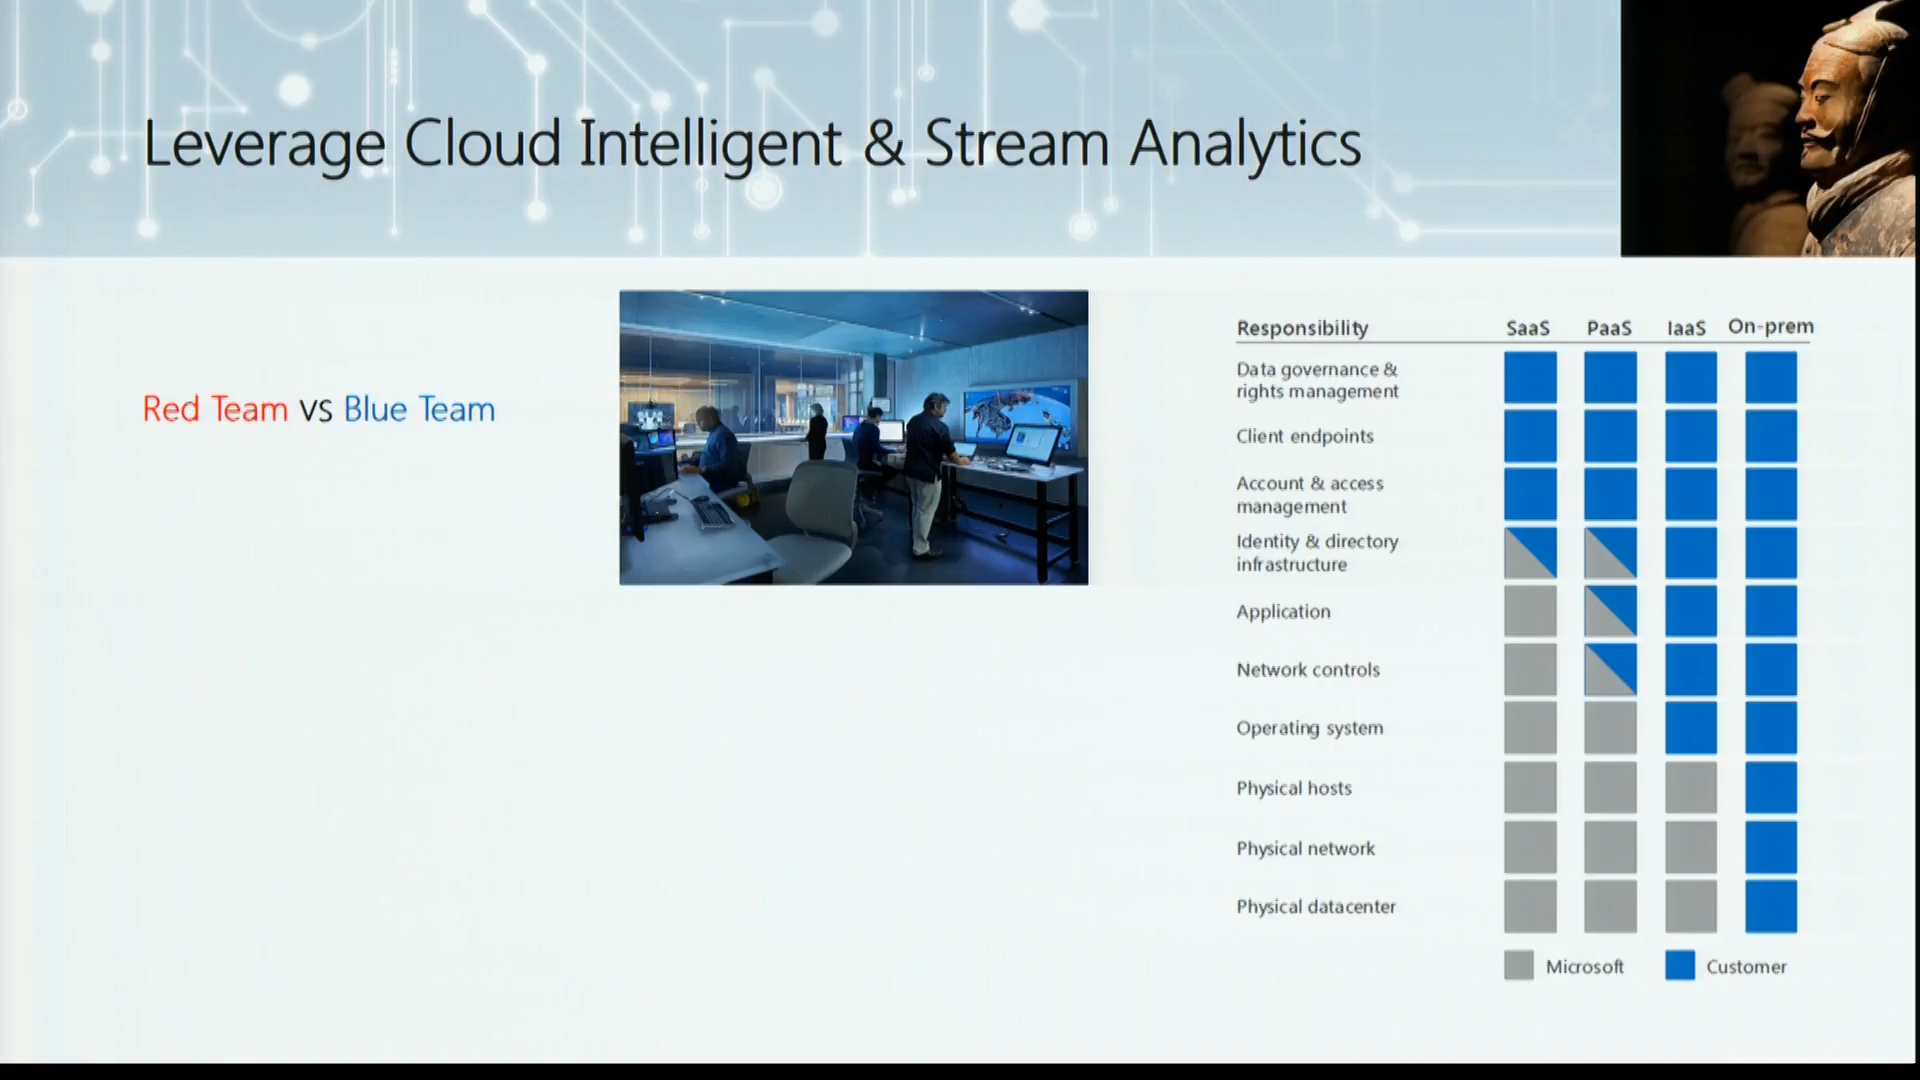 Leverage Cloud Intelligent & Stream Analytics
Red Team vs Blue Team
Responsibility SaaS PaaS IaaS On-prem
Data governance &
rights management
Client endpoints
Account & access
management
Identity & directory
infrastructure
Application
Network controls
Operating system
Physical hosts
Physical network
Physical datacenter
Microsoft Customer